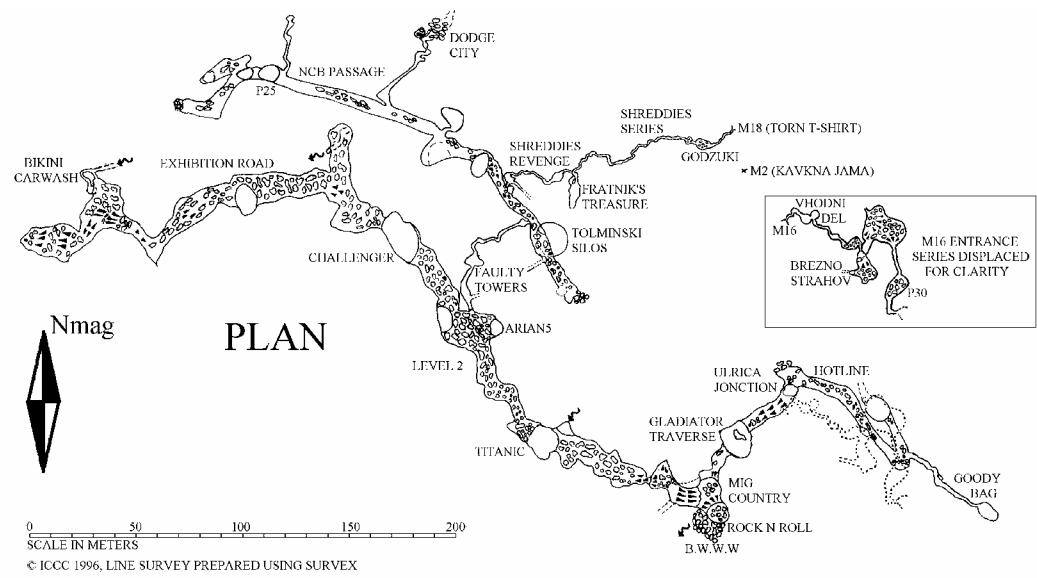 DODGE
CITY
NCB PASSAGE
P25
SHREDDIES
SERIES
M18 (TORN T-SHIRT)
GODZUKI
SHREDDIES
REVENGE
BIKINI
CARWASH
EXHIBITION ROAD
M2 (KAVKNA JAMA)
FRATNIK'S
TREASURE
VHODNI
DEL
M16
M16 ENTRANCE
SERIES DISPLACED
FOR CLARITY
BREZNO
STRAHOV
P30
TOLMINSKI
SILOS
CHALLENGER
FAULTY
TOWERS
Nmag
PLAN
ARIAN5
LEVEL 2
ULRICA
JONCTION
HOTLINE
GLADIATOR
TRAVERSE
TITANIC
GOODY
BAG
MIG
COUNTRY
ROCK N ROLL
B.W.W.W
0 50 100 150 200
SCALE IN METERS
© ICCC 1996, LINE SURVEY PREPARED USING SURVEX